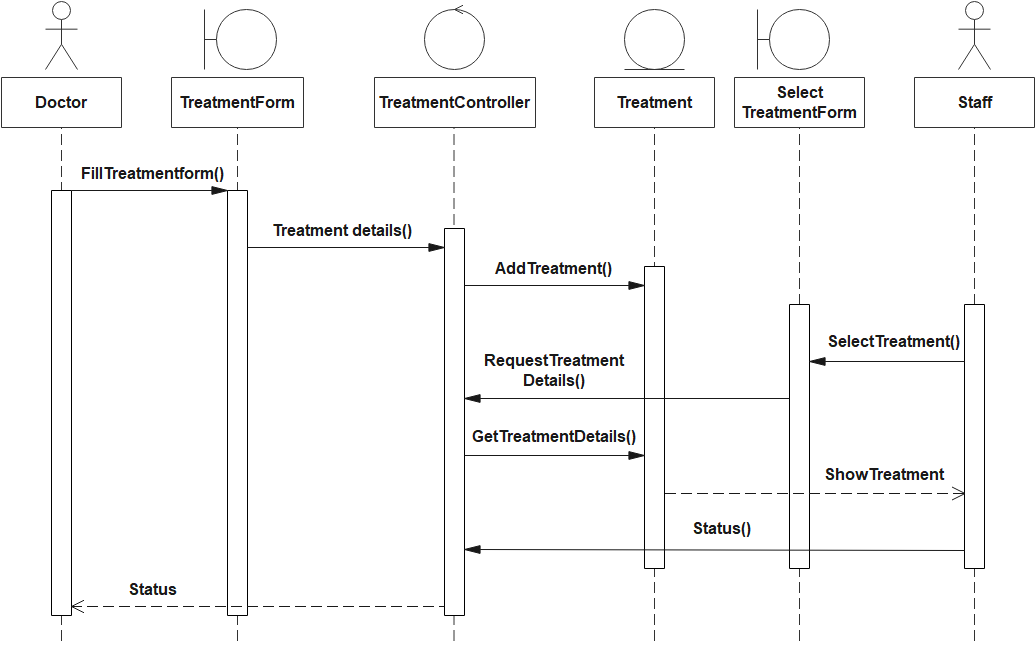 Doctor
TreatmentForm
TreatmentController
Treatment
Select
TreatmentForm
Staff
FillTreatmentform()
Treatment details()
AddTreatment()
SelectTreatment()
RequestTreatment
Details()
GetTreatmentDetails()
ShowTreatment
Status()
Status